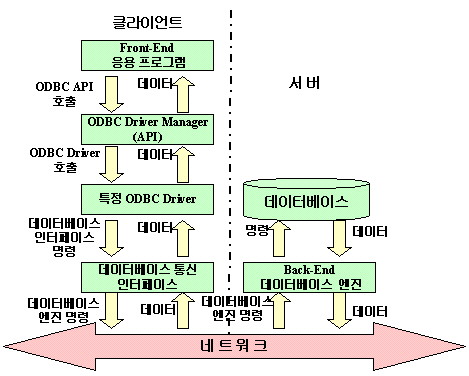 클라이언트
Front-End
응용 프로그램
서 버
ODBC API
호출
데이터
ODBC Driver Manager
(API)
ODBC Driver
호출
데이터
특정 ODBC Driver
데이터베이스
데이터베이스
인터페이스
명령
데이터
명령
데이터
데이터베이스 통신
인터페이스
Back-End
데이터베이스 엔진
데이터베이스
엔진 명령
데이터
데이터베이스
엔진 명령
데이터
네 트 워 크